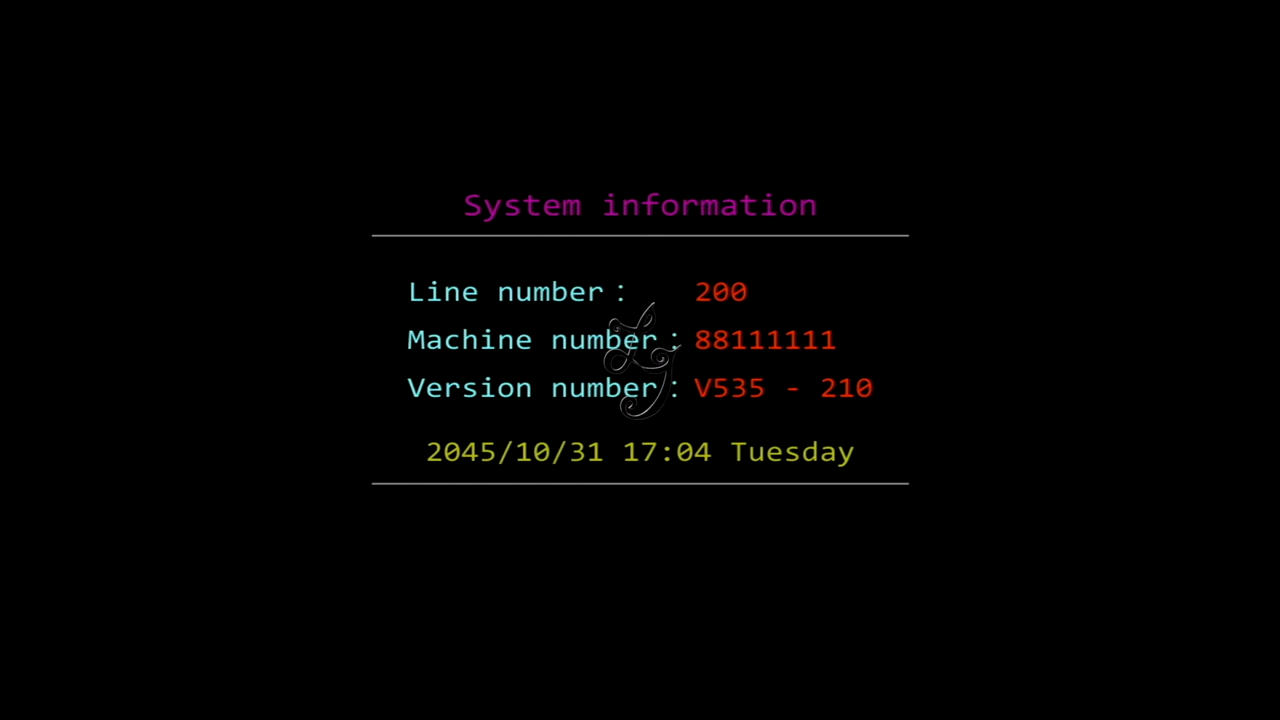 System information
Line number : 200
Machine number : 88111111
Version number : V535 - 210
2045/10/31 17:04 Tuesday